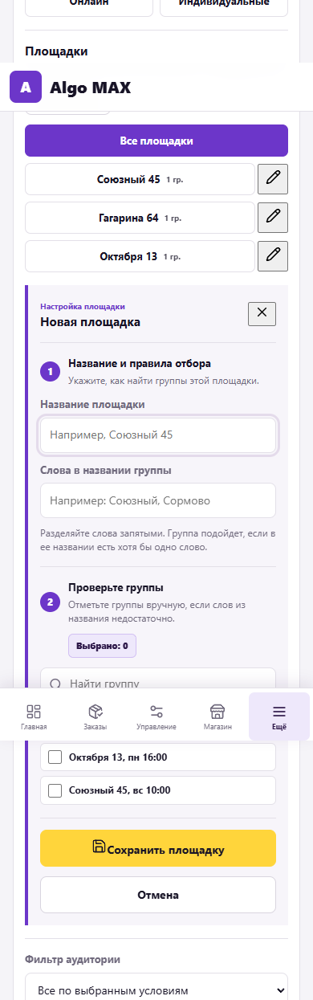 Онлайн
Индивидуальные
Площадки
A
Algo MAX
Все площадки
Союзный 45 1 гр.
Гагарина 64 1 гр.
Октября 13 1 гр.
Настройка площадки
Новая площадка
1
Название и правила отбора
Укажите, как найти группы этой площадки.
Название площадки
Например, Союзный 45
Слова в названии группы
Например: Союзный, Сормово
Разделяйте слова запятыми. Группа подойдет, если в
ее названии есть хотя бы одно слово.
2
Проверьте группы
Отметьте группы вручную, если слов из
названия недостаточно.
Выбрано: 0
Найти группу
Главная
Заказы
Управление
Магазин
Ещё
Октября 13, пн 16:00
Союзный 45, вс 10:00
Сохранить площадку
Отмена
Фильтр аудитории
Все по выбранным условиям